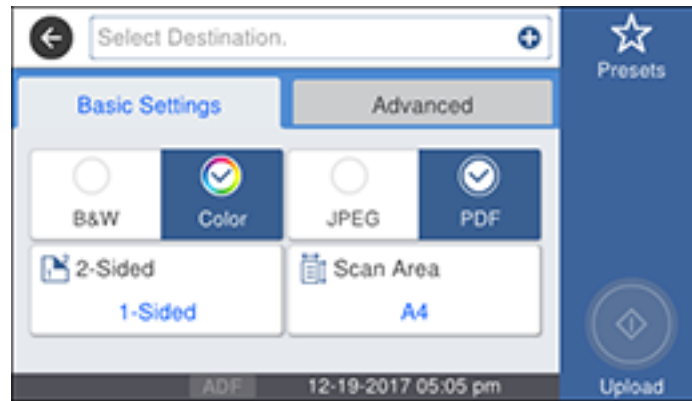 Select Destination.
Presets
Basic Settings
Advanced
B&W
Color
JPEG
PDF
2-Sided
1-Sided
Scan Area
A4
ADF
12-19-2017 05:05 pm
Upload